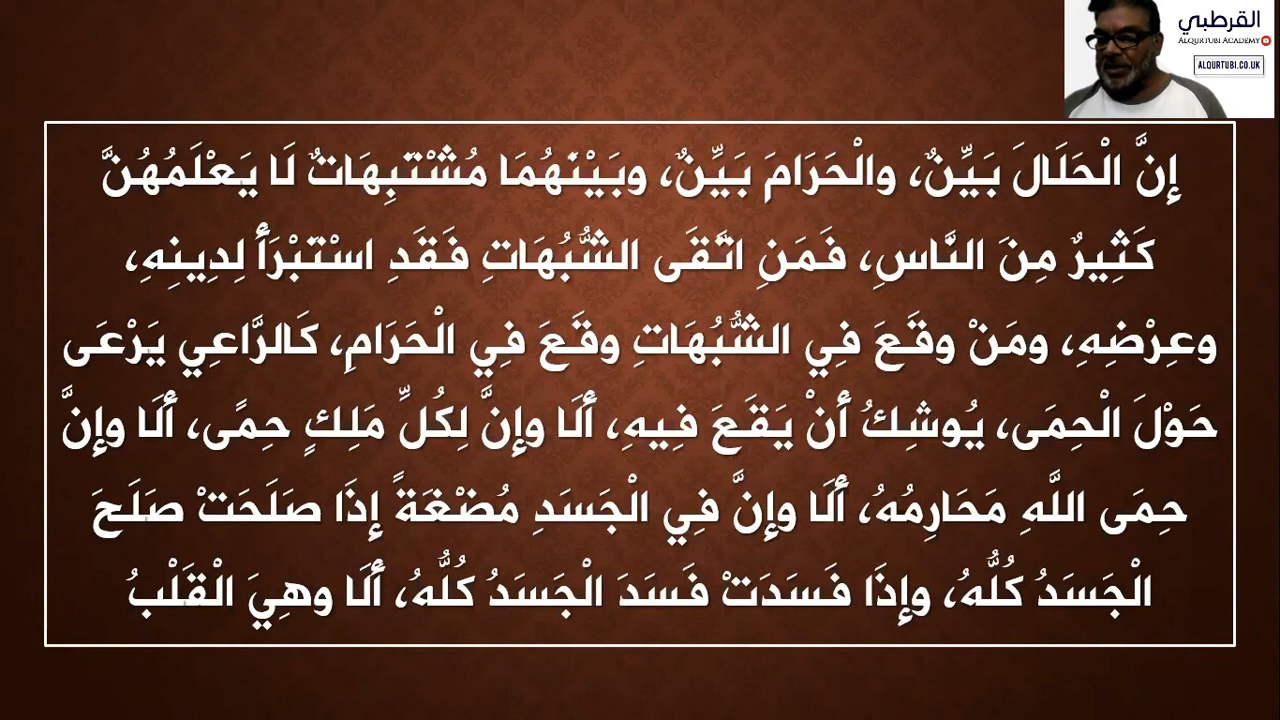 القرطبي
ALQURTUBI ACADEMY
ALQURTUBI.CO.UK
إِنَّ الْحَلَالَ بَيِّنٌ، والْحَرَامَ بَيِّنٌ، وبَيْنَهُمَا مُشْتَبِهَاتٌ لَا يَعْلَمُهُنَّ
كَثِيرٌ مِنَ النَّاسِ، فَمَنِ اتَّقَى الشُّبُهَاتِ فَقَدِ اسْتَبْرَأَ لِدِينِهِ،
وعِرْضِهِ، ومَنْ وقَعَ فِي الشُّبُهَاتِ وقَعَ فِي الْحَرَامِ، كَالرَّاعِي يَرْعَى
حَوْلَ الْحِمَى، يُوشِكُ أَنْ يَقَعَ فِيهِ، أَلَا وإِنَّ لِكُلِّ مَلِكٍ حِمًى، أَلَا وإِنَّ
حِمَى اللَّهِ مَحَارِمُهُ، أَلَا وإِنَّ فِي الْجَسَدِ مُضْغَةً إِذَا صَلَحَتْ صَلَحَ
الْجَسَدُ كُلُّهُ، وإِذَا فَسَدَتْ فَسَدَ الْجَسَدُ كُلُّهُ، أَلَا وهِيَ الْقَلْبُ